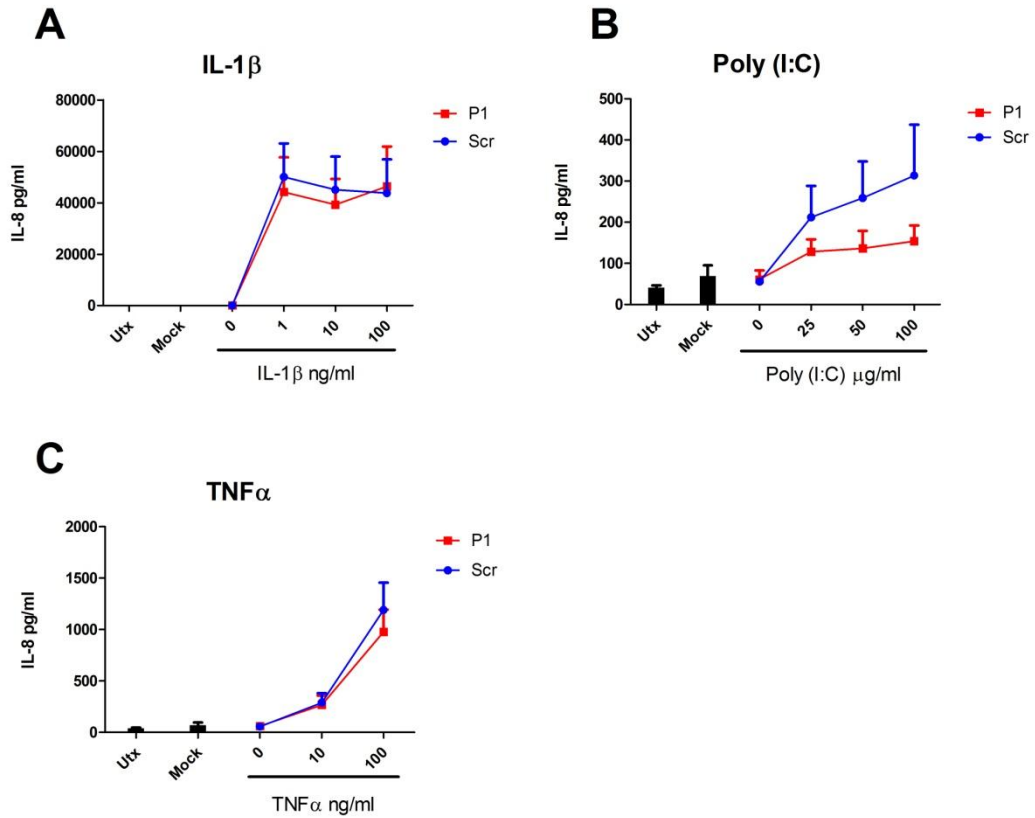 A
IL-1β
80000
60000
40000
20000
0
IL-8 pg/ml
Utx
Mock
0
1
10
100
IL-1β ng/ml
P1
Scr
B
Poly (I:C)
500
400
300
200
100
0
IL-8 pg/ml
Utx
Mock
0
25
50
100
Poly (I:C) μg/ml
P1
Scr
C
TNFα
2000
1500
1000
500
0
IL-8 pg/ml
Utx
Mock
0
10
100
TNFα ng/ml
P1
Scr